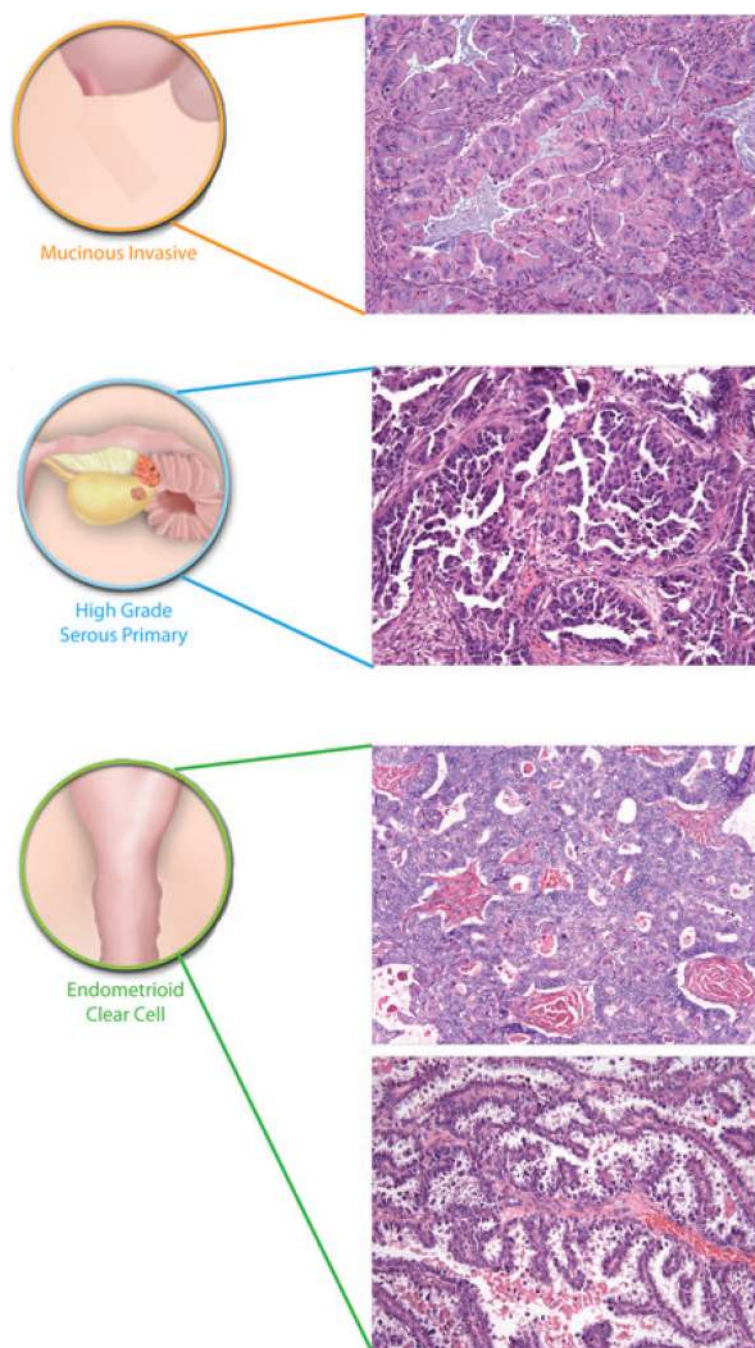 Mucinous Invasive
High Grade
Serous Primary
Endometrioid
Clear Cell